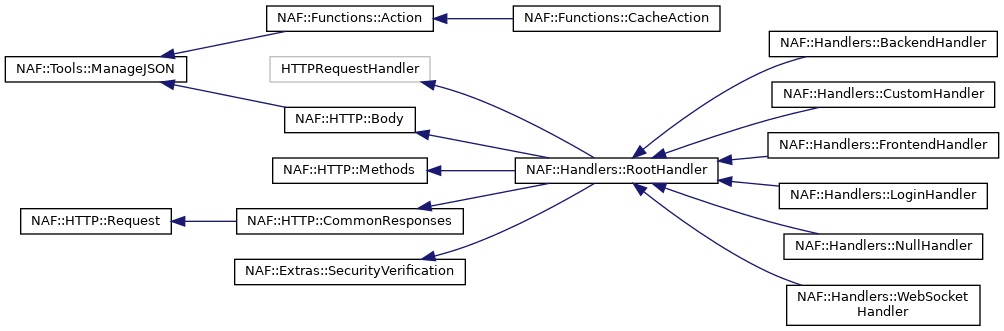 NAF::Functions::Action
NAF::Functions::CacheAction
NAF::Handlers::BackendHandler
NAF::Tools::ManageJSON
HTTPRequestHandler
NAF::Handlers::CustomHandler
NAF::HTTP::Body
NAF::Handlers::FrontendHandler
NAF::HTTP::Methods
NAF::Handlers::RootHandler
NAF::Handlers::LoginHandler
NAF::HTTP::Request
NAF::HTTP::CommonResponses
NAF::Handlers::NullHandler
NAF::Extras::SecurityVerification
NAF::Handlers::WebSocket
Handler